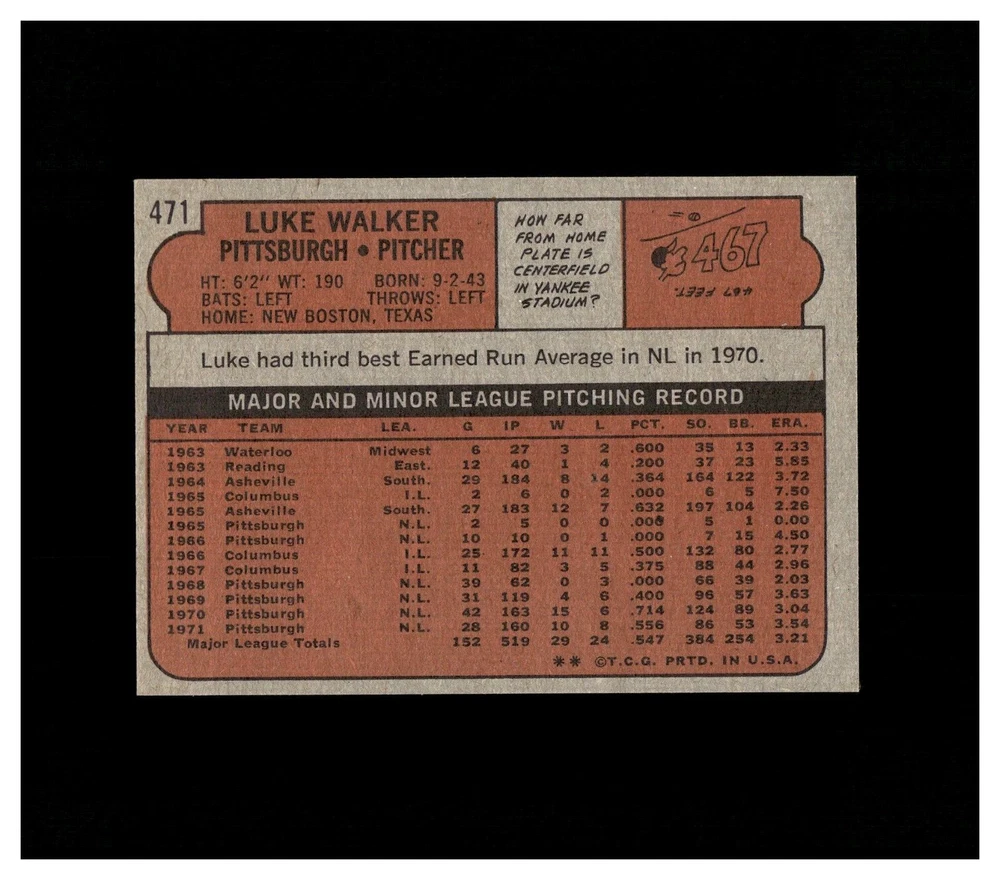 471
LUKE WALKER
PITTSBURGH • PITCHER
HT: 6'2" WT: 190 BORN: 9-2-43
BATS: LEFT THROWS: LEFT
HOME: NEW BOSTON, TEXAS
HOW FAR
FROM HOME
PLATE IS
CENTERFIELD
IN YANKEE
STADIUM?
467
467 FEET.
Luke had third best Earned Run Average in NL in 1970.
MAJOR AND MINOR LEAGUE PITCHING RECORD
YEAR TEAM LEA. G IP W L PCT. SO. BB. ERA.
1963 Waterloo Midwest 6 27 3 2 .600 35 13 2.33
1963 Reading East. 12 40 1 4 .200 37 23 5.85
1964 Asheville South. 29 184 8 14 .364 164 122 3.72
1965 Columbus I.L. 2 6 0 2 .000 6 5 7.50
1965 Asheville South. 27 183 12 7 .632 197 104 2.26
1965 Pittsburgh N.L. 2 5 0 0 .000 5 1 0.00
1966 Pittsburgh N.L. 10 10 0 1 .000 7 15 4.50
1966 Columbus I.L. 25 172 11 11 .500 132 80 2.77
1967 Columbus I.L. 11 82 3 5 .375 88 44 2.96
1968 Pittsburgh N.L. 39 62 0 3 .000 66 39 2.03
1969 Pittsburgh N.L. 31 119 4 6 .400 96 57 3.63
1970 Pittsburgh N.L. 42 163 15 6 .714 124 89 3.04
1971 Pittsburgh N.L. 28 160 10 8 .556 86 53 3.54
Major League Totals 152 519 29 24 .547 384 254 3.21
** ©T.C.G. PRTD. IN U.S.A.